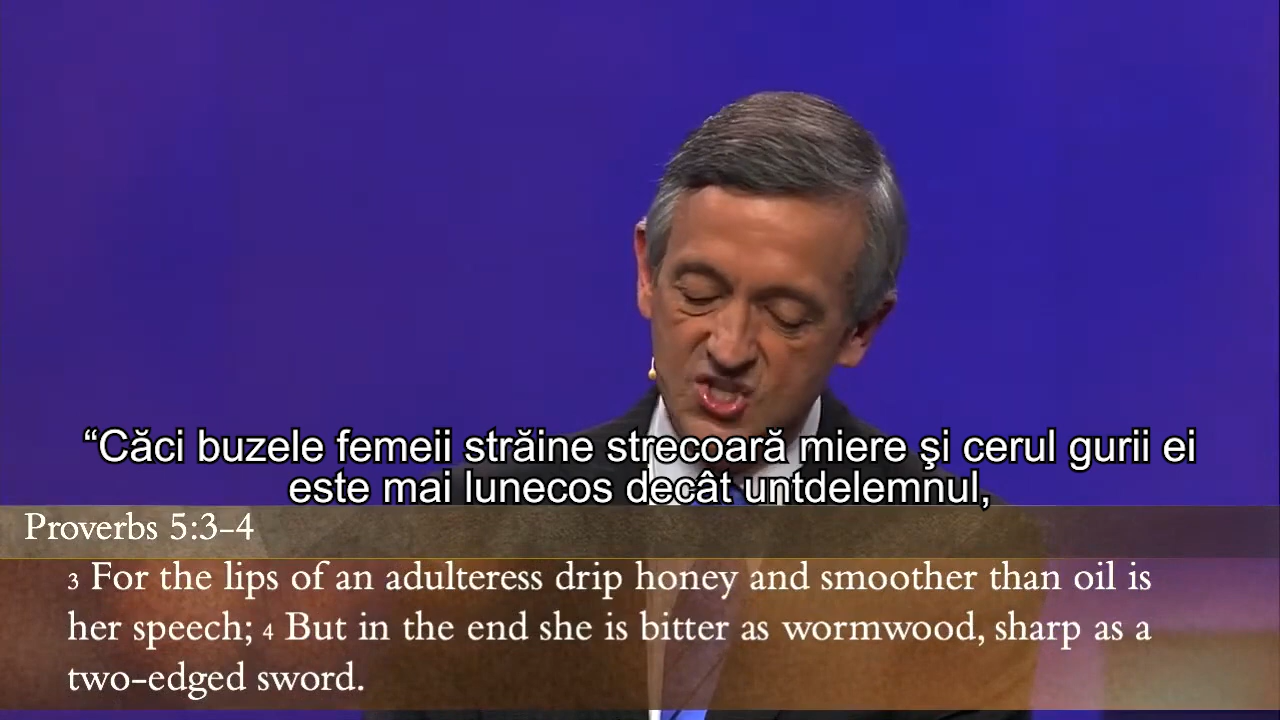 “Căci buzele femeii străine strecoară miere şi cerul gurii ei
este mai lunecos decât untdelemnul,
Proverbs 5:3-4
3 For the lips of an adulteress drip honey and smoother than oil is
her speech; 4 But in the end she is bitter as wormwood, sharp as a
two-edged sword.